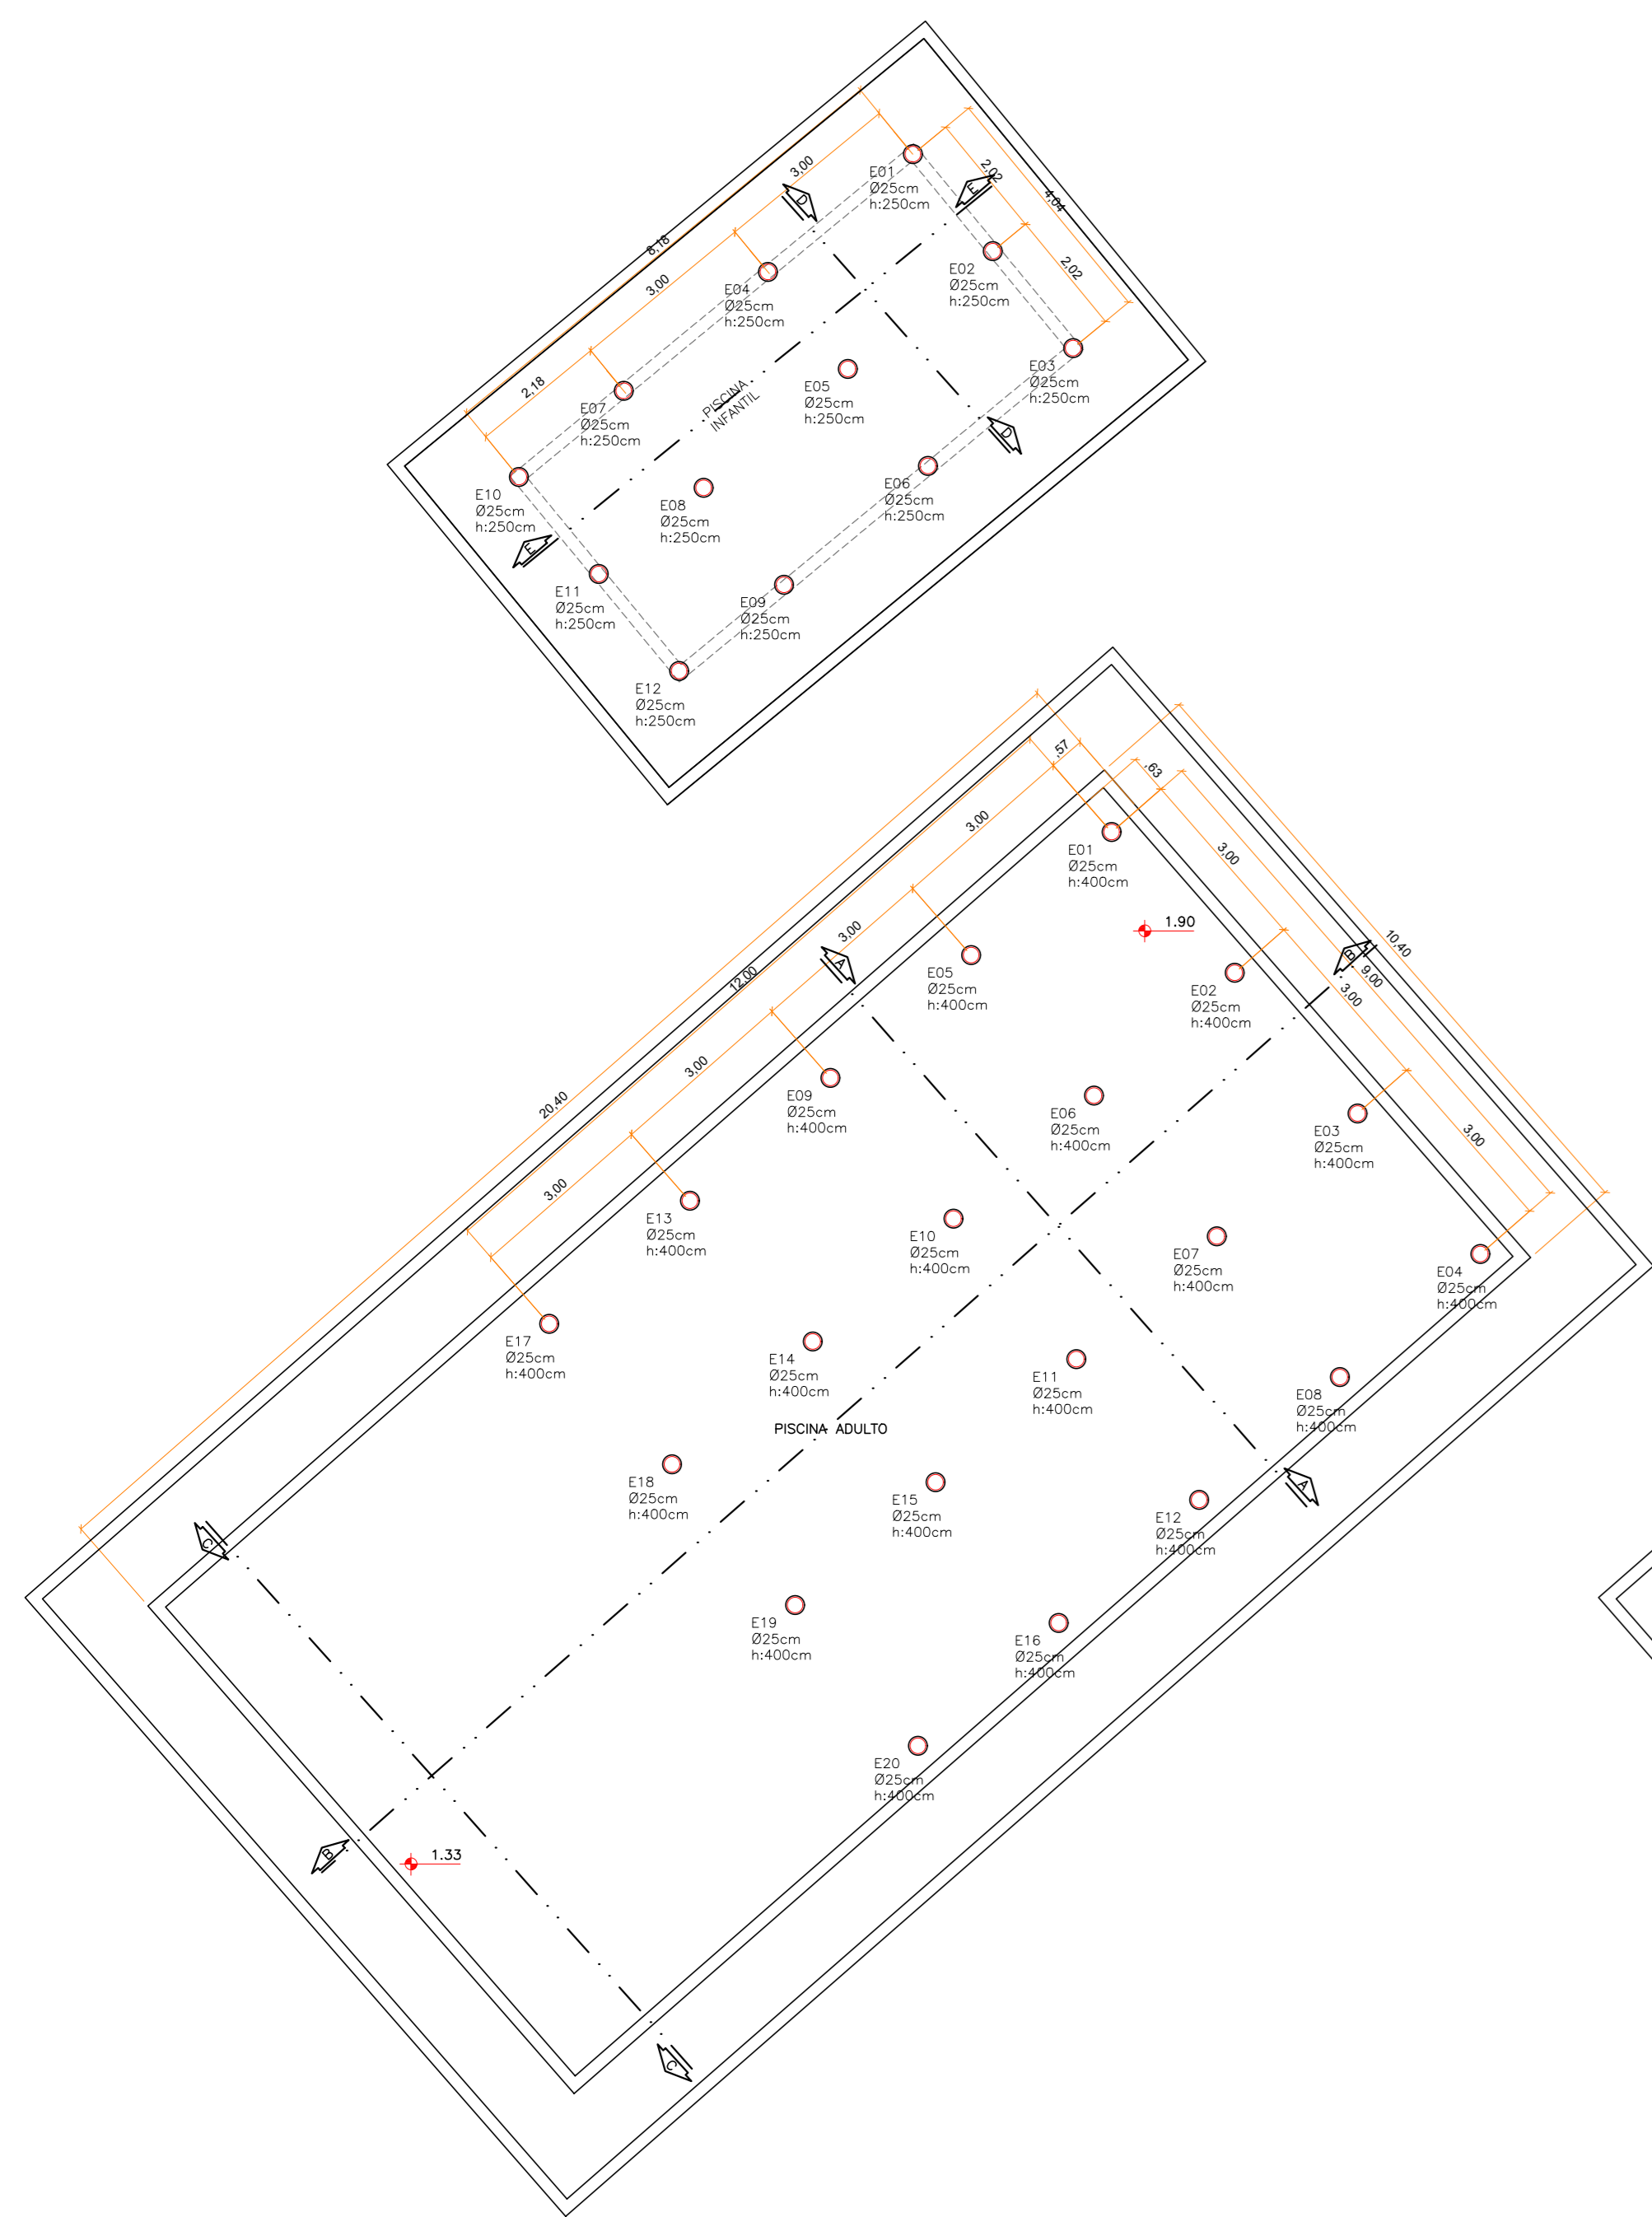 3,00
2,02
E01
Ø25cm
h:250cm
D
E
4,04
8,18
3,00
E02
Ø25cm
h:250cm
2,02
E04
Ø25cm
h:250cm
2,18
E03
Ø25cm
h:250cm
E05
Ø25cm
h:250cm
PISCINA
INFANTIL
E07
Ø25cm
h:250cm
D
E10
Ø25cm
h:250cm
E08
Ø25cm
h:250cm
E06
Ø25cm
h:250cm
E
E11
Ø25cm
h:250cm
E09
Ø25cm
h:250cm
E12
Ø25cm
h:250cm
,57
,63
3,00
3,00
E01
Ø25cm
h:400cm
1.90
3,00
10,40
A
B
12,00
9,00
3,00
E05
Ø25cm
h:400cm
E02
Ø25cm
h:400cm
3,00
20,40
E09
Ø25cm
h:400cm
E06
Ø25cm
h:400cm
E03
Ø25cm
h:400cm
3,00
3,00
E13
Ø25cm
h:400cm
E10
Ø25cm
h:400cm
E07
Ø25cm
h:400cm
E04
Ø25cm
h:400cm
E17
Ø25cm
h:400cm
E14
Ø25cm
h:400cm
E11
Ø25cm
h:400cm
E08
Ø25cm
h:400cm
PISCINA ADULTO
E18
Ø25cm
h:400cm
E15
Ø25cm
h:400cm
A
E12
Ø25cm
h:400cm
C
E19
Ø25cm
h:400cm
E16
Ø25cm
h:400cm
E20
Ø25cm
h:400cm
B
1.33
C